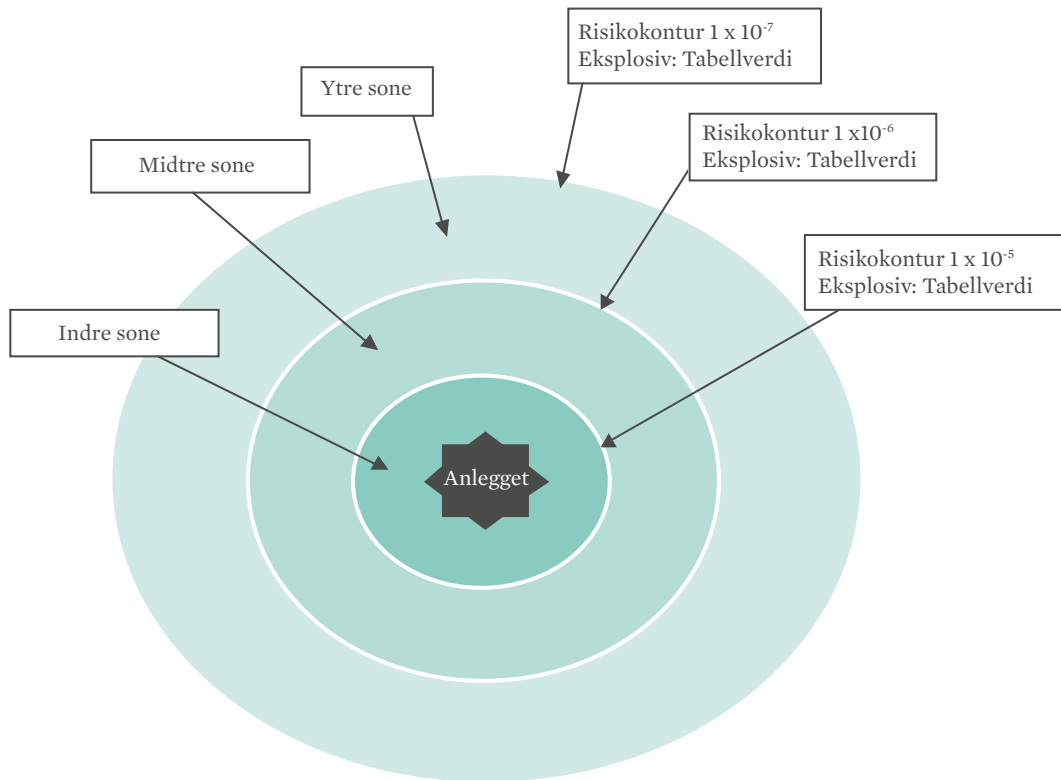 Risikokontur 1 x 10⁻⁷
Eksplosiv: Tabellverdi
Ytre sone
Risikokontur 1 x10⁻⁶
Eksplosiv: Tabellverdi
Midtre sone
Risikokontur 1 x 10⁻⁵
Eksplosiv: Tabellverdi
Indre sone
Anlegget